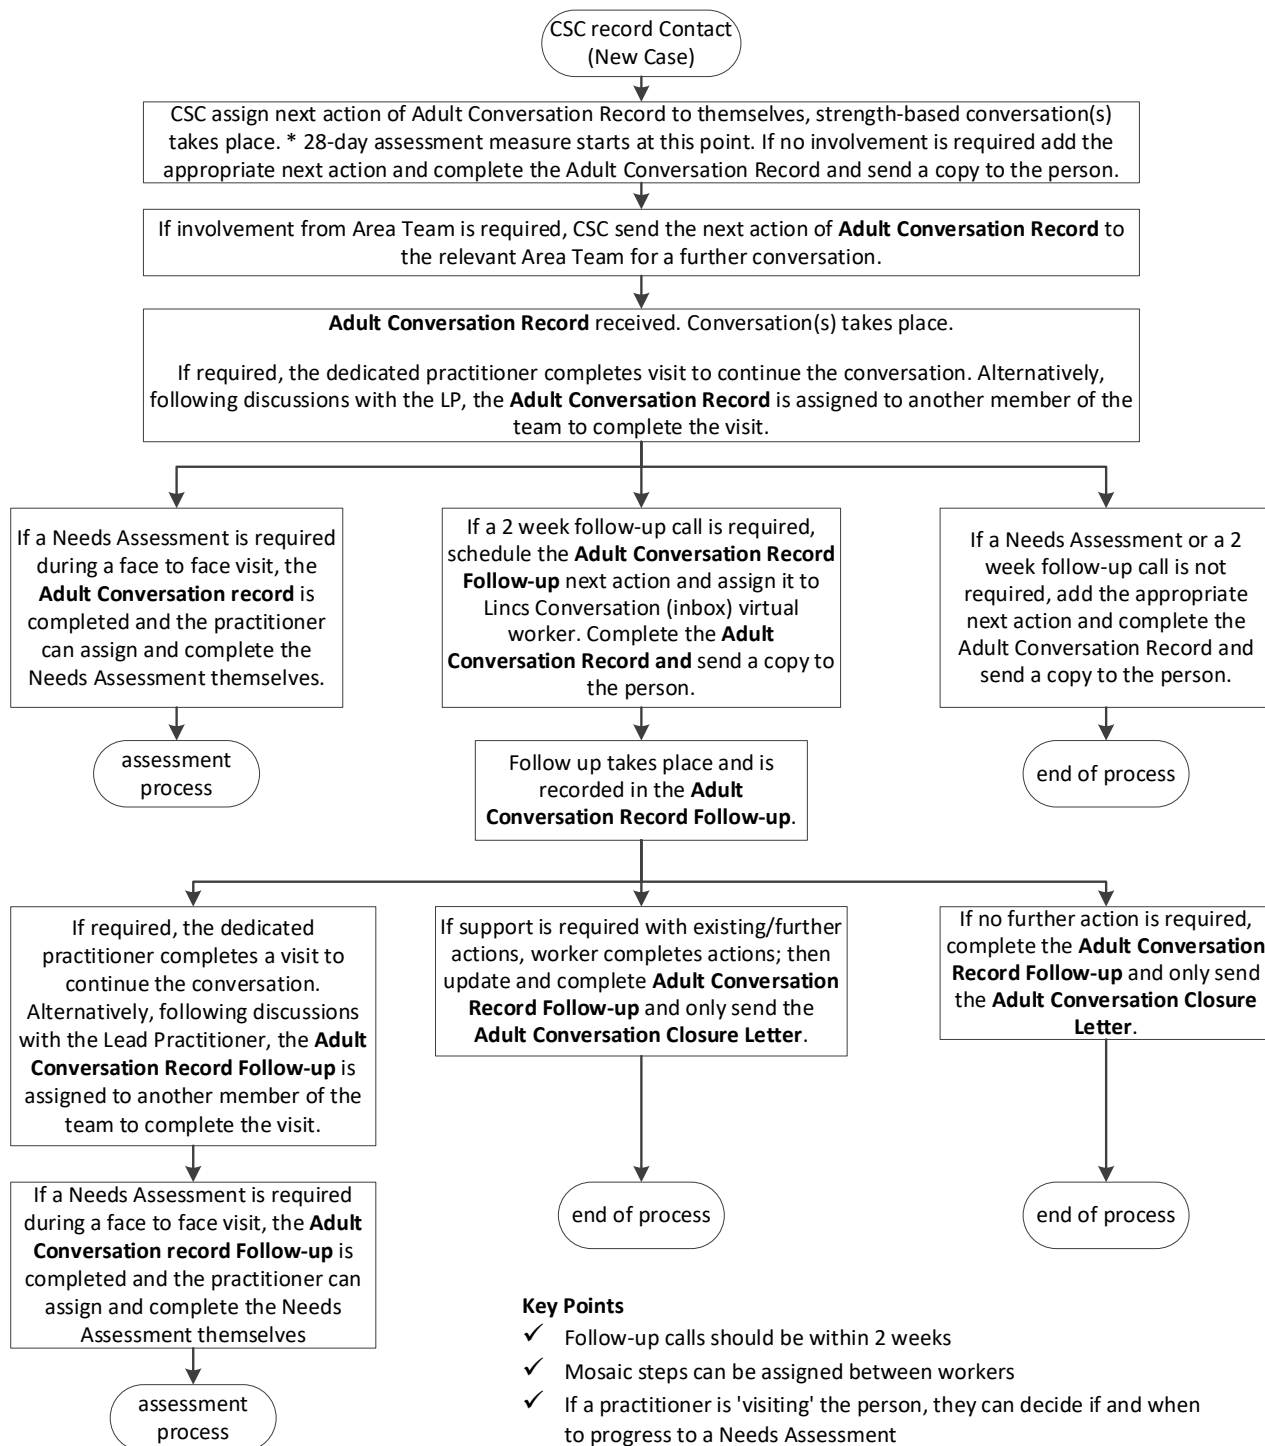 CSC record Contact
(New Case)
CSC assign next action of Adult Conversation Record to themselves, strength-based conversation(s)
takes place. * 28-day assessment measure starts at this point. If no involvement is required add the
appropriate next action and complete the Adult Conversation Record and send a copy to the person.
If involvement from Area Team is required, CSC send the next action of Adult Conversation Record to
the relevant Area Team for a further conversation.
Adult Conversation Record received. Conversation(s) takes place.
If required, the dedicated practitioner completes visit to continue the conversation. Alternatively,
following discussions with the LP, the Adult Conversation Record is assigned to another member of the
team to complete the visit.
If a Needs Assessment is required
during a face to face visit, the
Adult Conversation record is
completed and the practitioner
can assign and complete the
Needs Assessment themselves.
If a 2 week follow-up call is required,
schedule the Adult Conversation Record
Follow-up next action and assign it to
Lincs Conversation (inbox) virtual
worker. Complete the Adult
Conversation Record and send a copy to
the person.
If a Needs Assessment or a 2
week follow-up call is not
required, add the appropriate
next action and complete the
Adult Conversation Record and
send a copy to the person.
assessment
process
Follow up takes place and is
recorded in the Adult
Conversation Record Follow-up.
end of process
If required, the dedicated
practitioner completes a visit to
continue the conversation.
Alternatively, following discussions
with the Lead Practitioner, the Adult
Conversation Record Follow-up is
assigned to another member of the
team to complete the visit.
If support is required with existing/further
actions, worker completes actions; then
update and complete Adult Conversation
Record Follow-up and only send the
Adult Conversation Closure Letter.
If no further action is required,
complete the Adult Conversation
Record Follow-up and only send
the Adult Conversation Closure
Letter.
If a Needs Assessment is required
during a face to face visit, the Adult
Conversation record Follow-up is
completed and the practitioner can
assign and complete the Needs
Assessment themselves
end of process
end of process
assessment
process
Key Points
✓ Follow-up calls should be within 2 weeks
✓ Mosaic steps can be assigned between workers
✓ If a practitioner is 'visiting' the person, they can decide if and when
to progress to a Needs Assessment